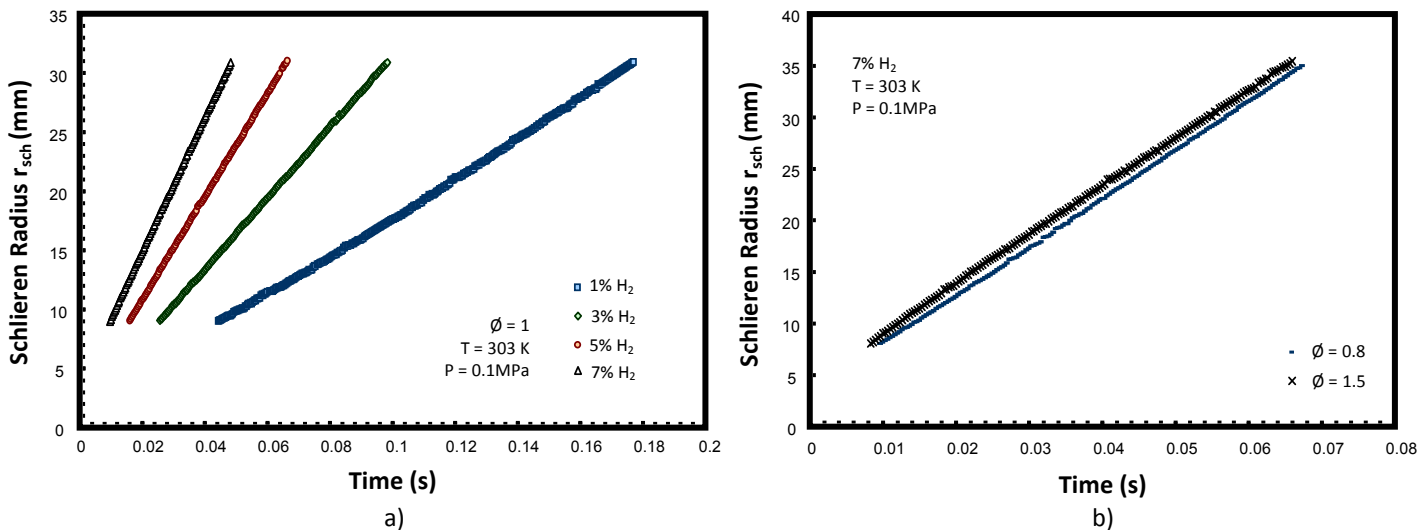 35
30
25
20
15
10
5
0
Schlieren Radius r_sch (mm)
Ø = 1
T = 303 K
P = 0.1MPa
1% H₂
3% H₂
5% H₂
7% H₂
0 0.02 0.04 0.06 0.08 0.1 0.12 0.14 0.16 0.18 0.2
Time (s)
a)
40
35
30
25
20
15
10
5
0
Schlieren Radius r_sch (mm)
7% H₂
T = 303 K
P = 0.1MPa
Ø = 0.8
Ø = 1.5
0 0.01 0.02 0.03 0.04 0.05 0.06 0.07 0.08
Time (s)
b)